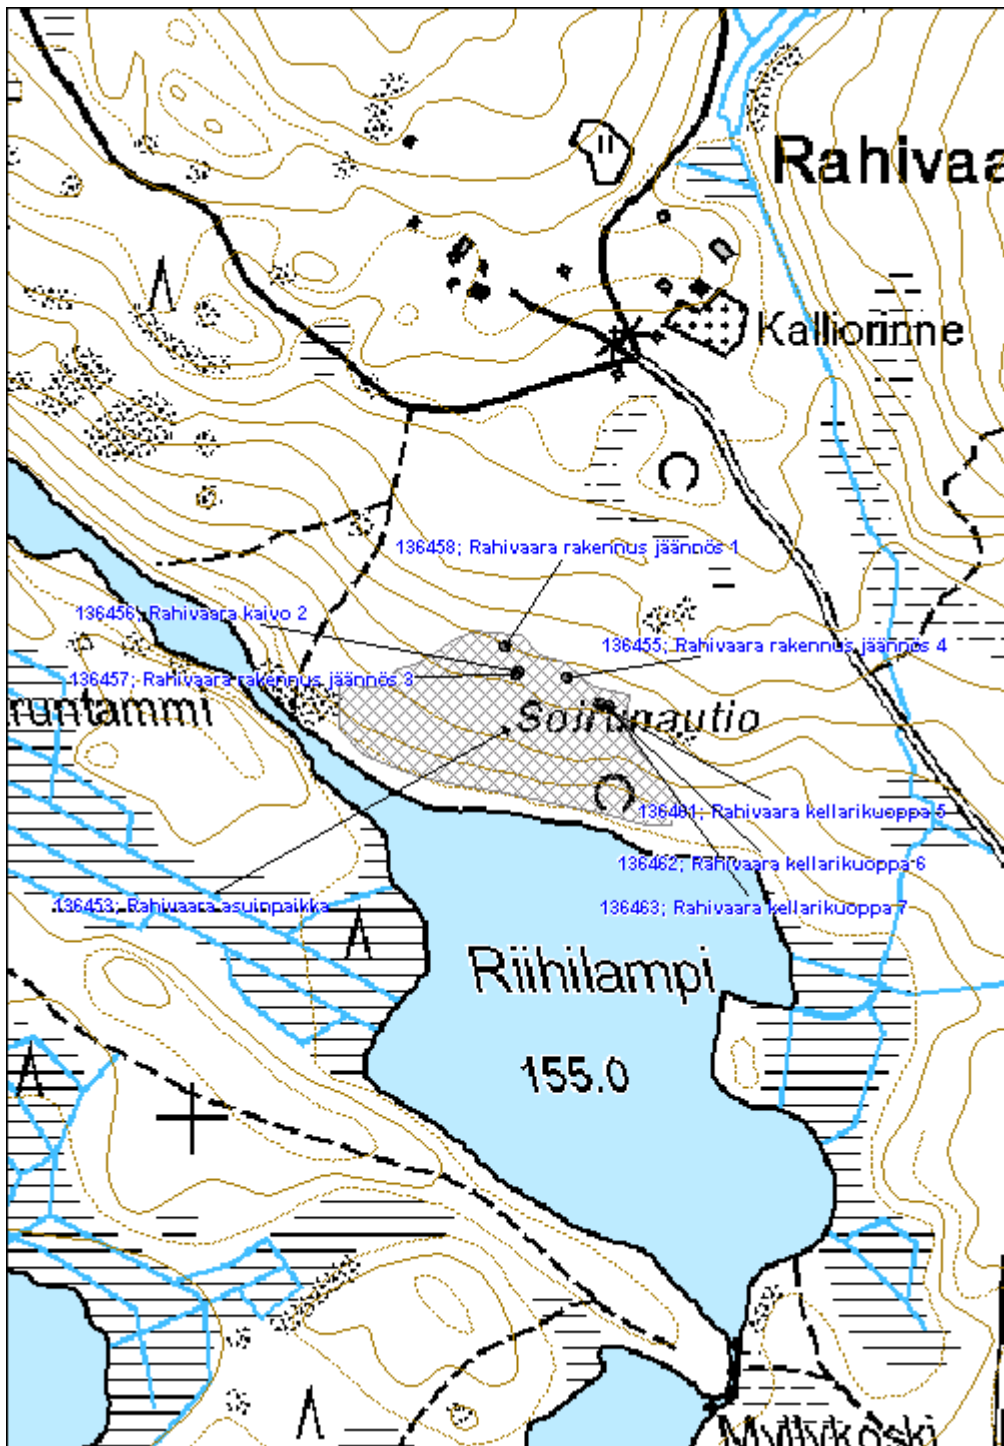 Rahivaa
Kalliorinne
136458; Rahivaara rakennus jäännös 1
136456; Rahivaara kaivo 2
136455; Rahivaara rakennus jäännös 4
136457; Rahivaara rakennus jäännös 3
runtammi
Soirunautio
136461; Rahivaara kellarikuoppa 5
136462; Rahivaara kellarikuoppa 6
136453; Rahivaara asuinpaikka
136463; Rahivaara kellarikuoppa 7
Riihilampi
155.0
Myllykoski